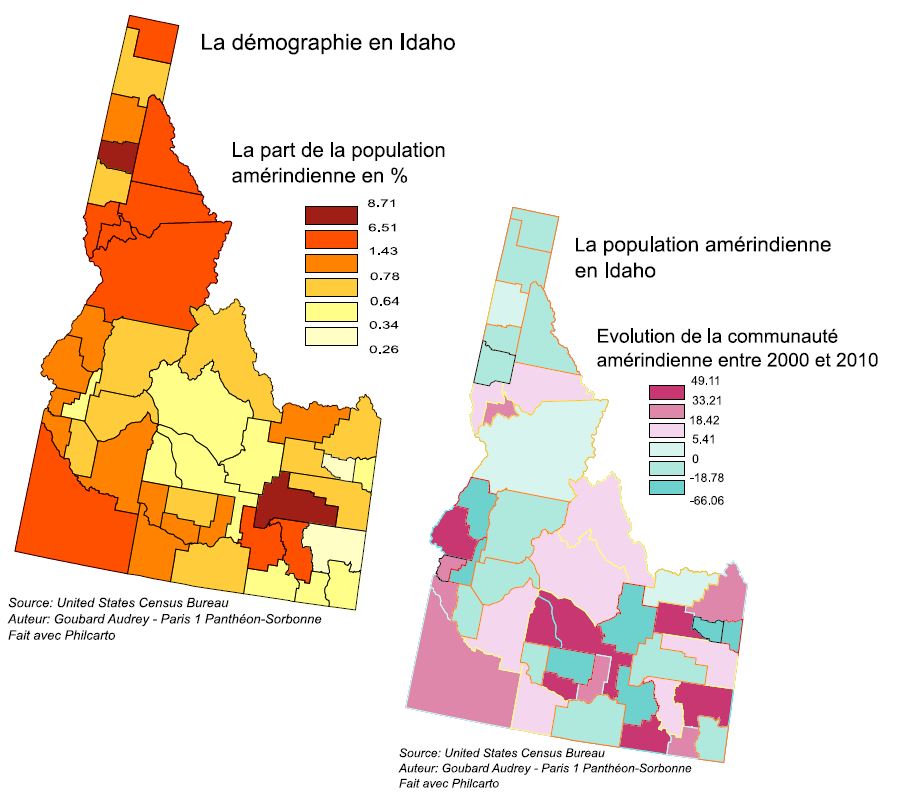 La démographie en Idaho
La part de la population
amérindienne en %
8.71
6.51
1.43
0.78
0.64
0.34
0.26
Source: United States Census Bureau
Auteur: Goubard Audrey - Paris 1 Panthéon-Sorbonne
Fait avec Philcarto
La population amérindienne
en Idaho
Evolution de la communauté
amérindienne entre 2000 et 2010
49.11
33.21
18.42
5.41
0
-18.78
-66.06
Source: United States Census Bureau
Auteur: Goubard Audrey - Paris 1 Panthéon-Sorbonne
Fait avec Philcarto